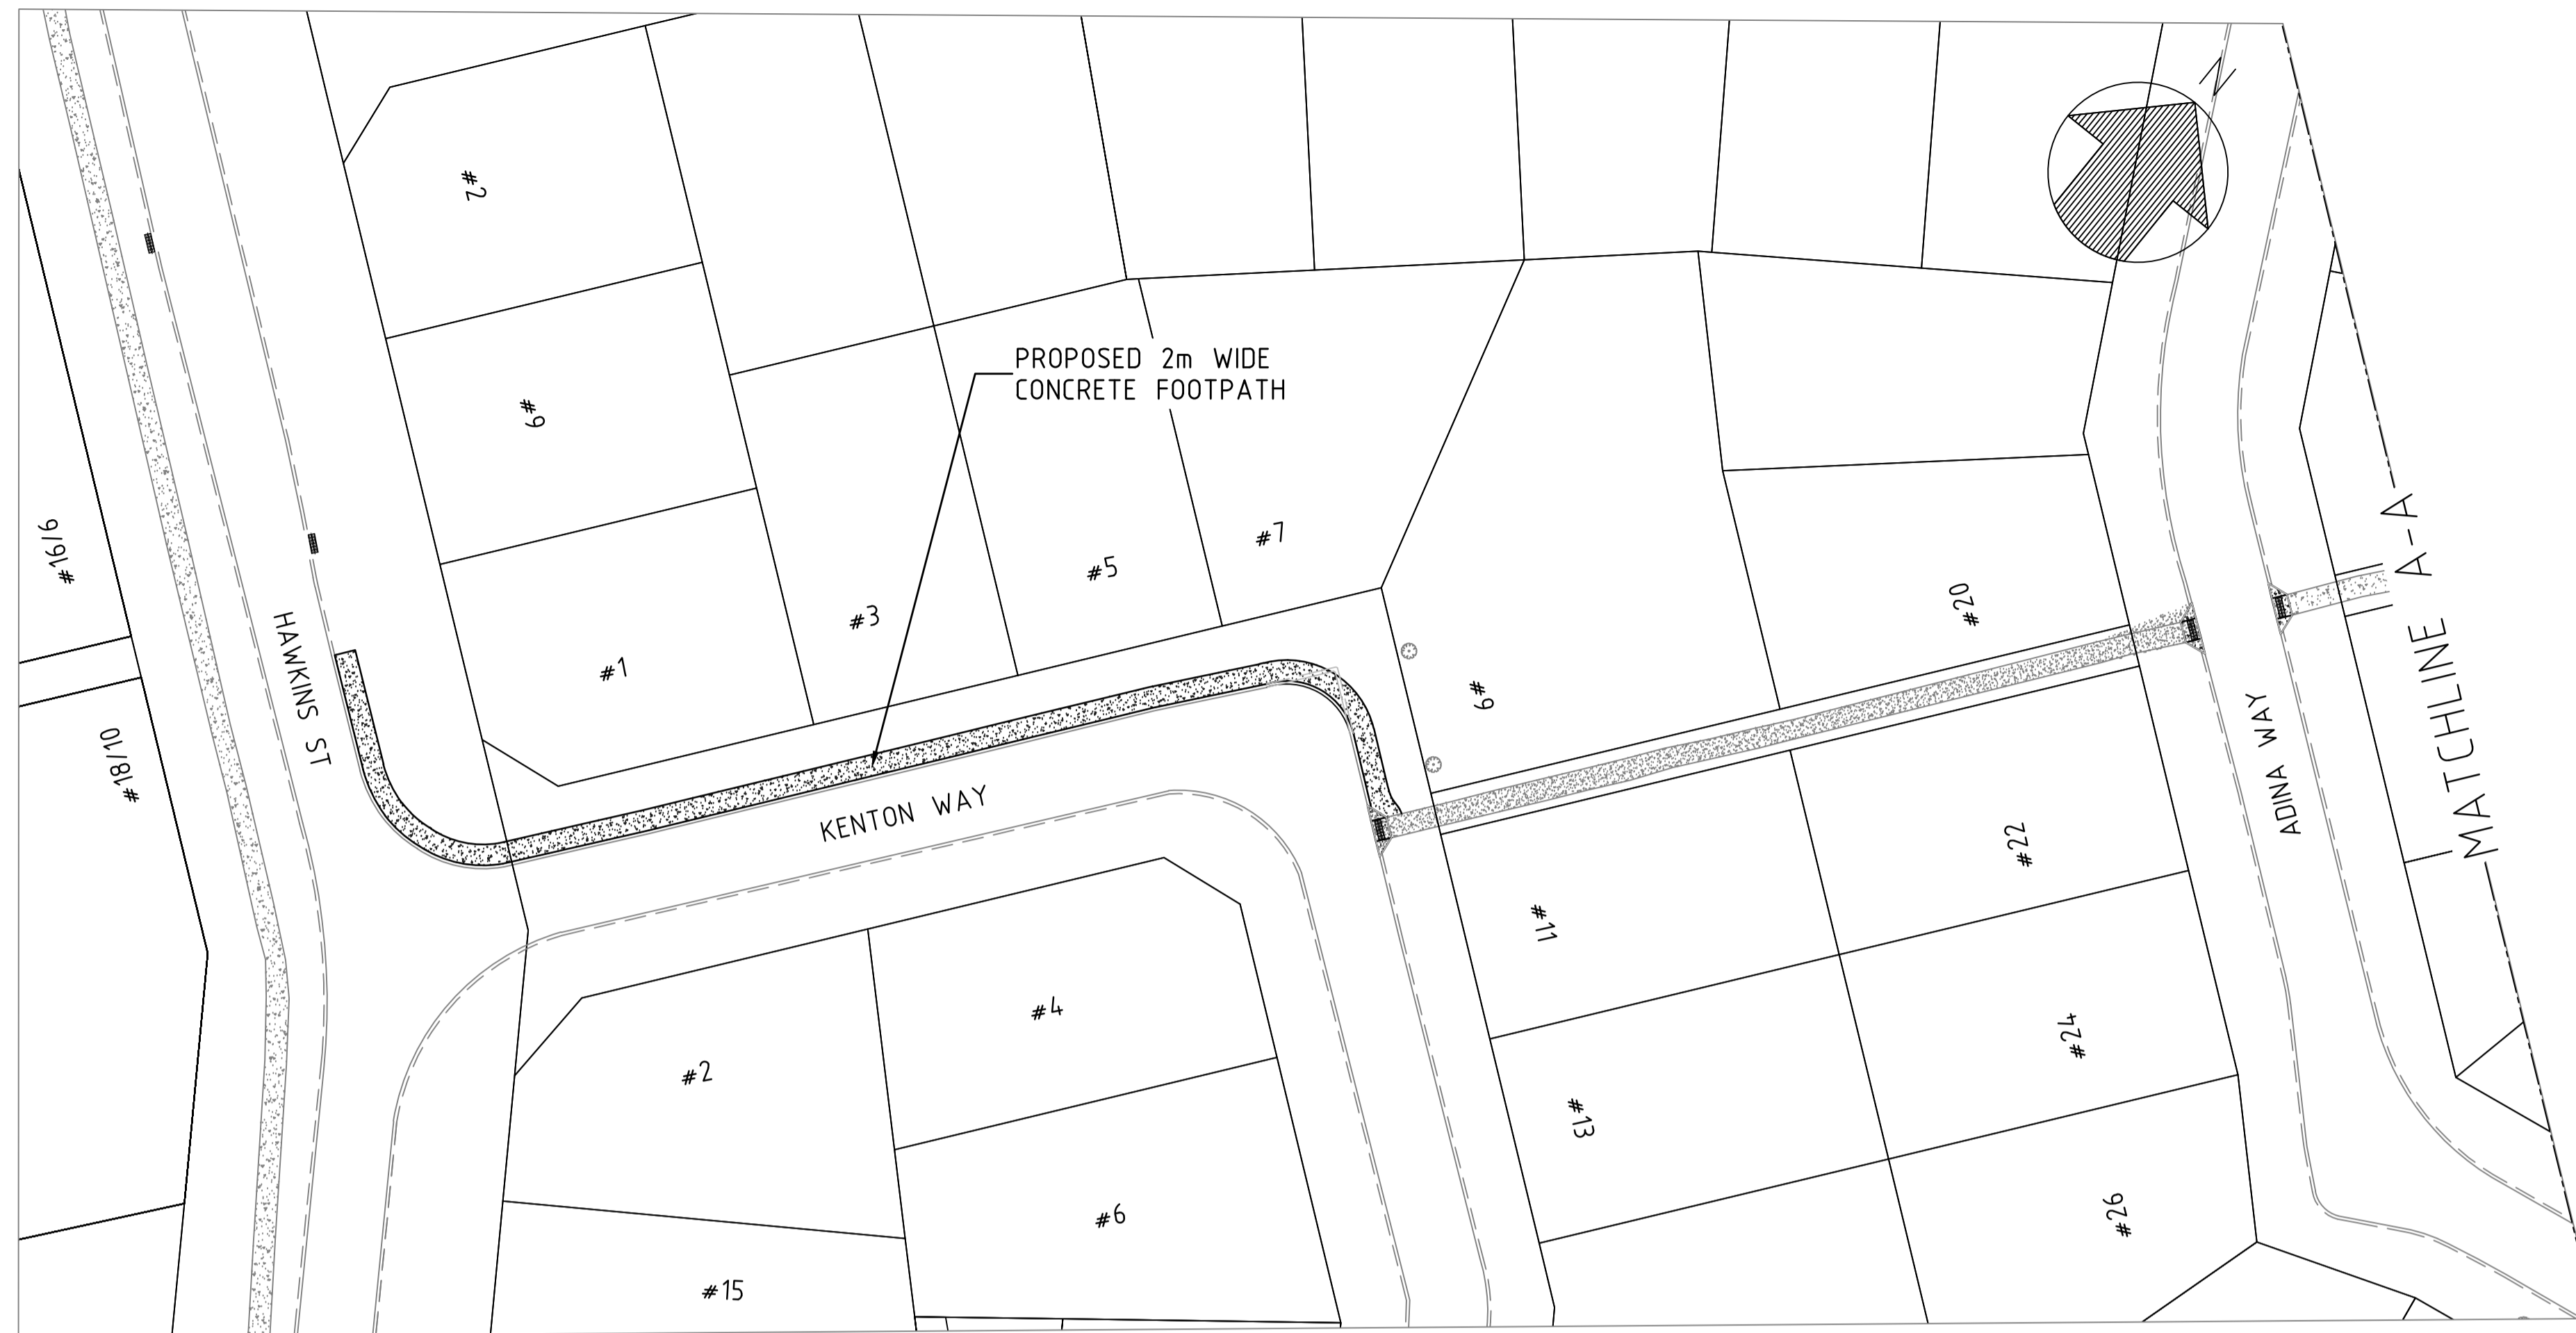 N
#2
#9
PROPOSED 2m WIDE
CONCRETE FOOTPATH
#16/6
#7
#5
#3
#1
#20
#9
MATCHLINE A-A
HAWKINS ST
ADINA WAY
#18/10
KENTON WAY
#22
#11
#4
#24
#2
#13
#6
#26
#15